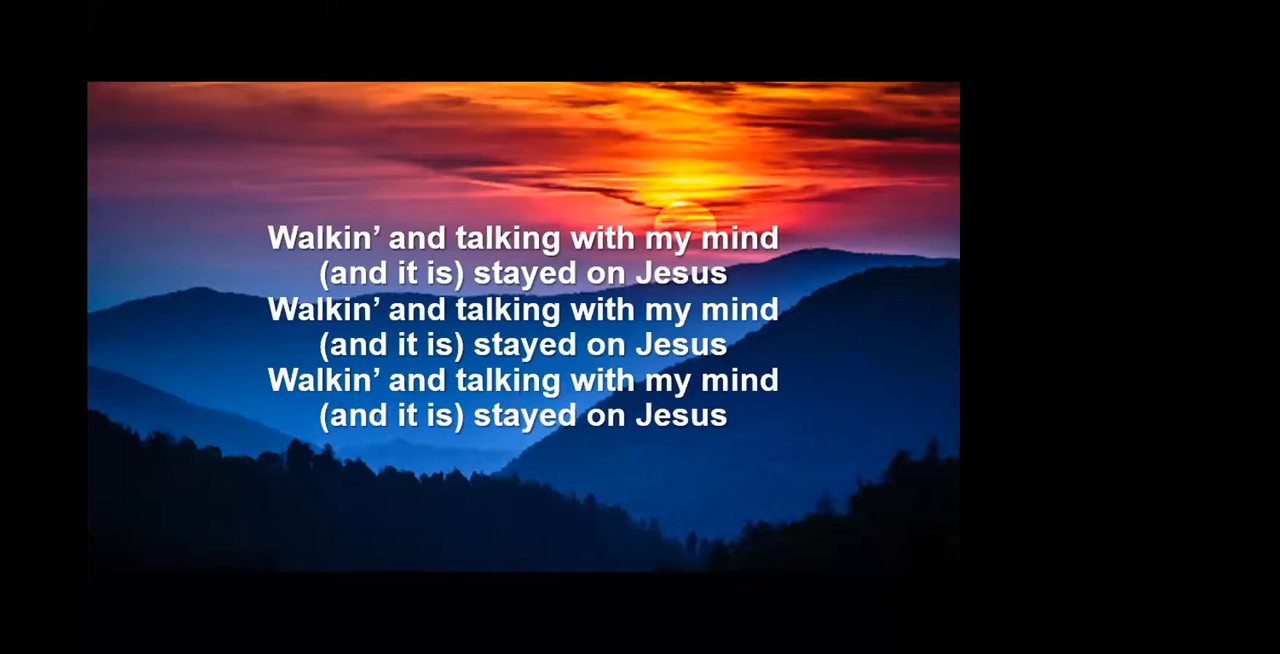 Walkin’ and talking with my mind
(and it is) stayed on Jesus
Walkin’ and talking with my mind
(and it is) stayed on Jesus
Walkin’ and talking with my mind
(and it is) stayed on Jesus